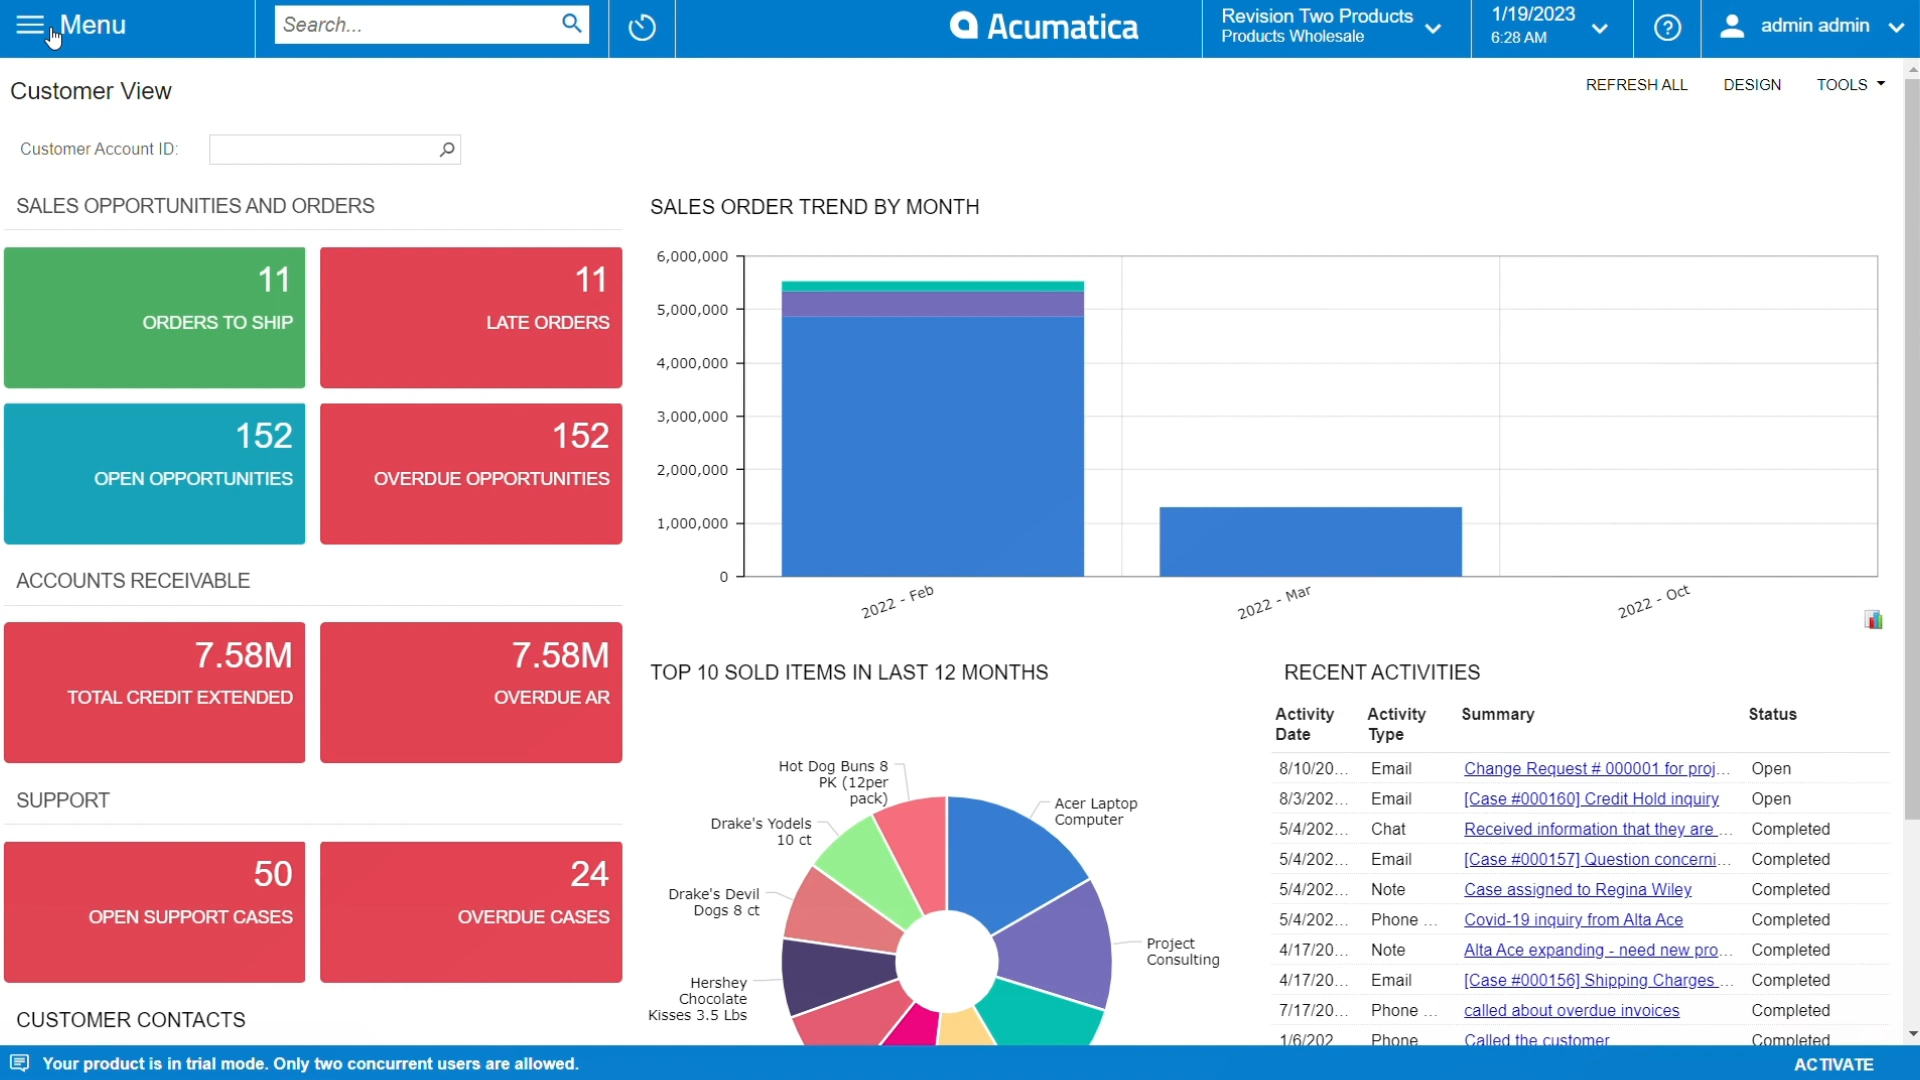 Menu
Search...
Acumatica
Revision Two Products
Products Wholesale
1/19/2023
6:28 AM
admin admin
Customer View
REFRESH ALL
DESIGN
TOOLS
Customer Account ID:
SALES OPPORTUNITIES AND ORDERS
11
ORDERS TO SHIP
11
LATE ORDERS
152
OPEN OPPORTUNITIES
152
OVERDUE OPPORTUNITIES
ACCOUNTS RECEIVABLE
7.58M
TOTAL CREDIT EXTENDED
7.58M
OVERDUE AR
SUPPORT
50
OPEN SUPPORT CASES
24
OVERDUE CASES
CUSTOMER CONTACTS
SALES ORDER TREND BY MONTH
6,000,000
5,000,000
4,000,000
3,000,000
2,000,000
1,000,000
0
2022 - Feb
2022 - Mar
2022 - Oct
TOP 10 SOLD ITEMS IN LAST 12 MONTHS
Hot Dog Buns 8
PK (12per
pack)
Acer Laptop
Computer
Drake's Yodels
10 ct
Drake's Devil
Dogs 8 ct
Project
Consulting
Hershey
Chocolate
Kisses 3.5 Lbs
RECENT ACTIVITIES
Activity Date Activity Type Summary Status
8/10/20... Email Change Request # 000001 for proj... Open
8/3/202... Email [Case #000160] Credit Hold inquiry Open
5/4/202... Chat Received information that they are ... Completed
5/4/202... Email [Case #000157] Question concerni... Completed
5/4/202... Note Case assigned to Regina Wiley Completed
5/4/202... Phone ... Covid-19 inquiry from Alta Ace Completed
4/17/20... Note Alta Ace expanding - need new pro... Completed
4/17/20... Email [Case #000156] Shipping Charges ... Completed
7/17/20... Phone ... called about overdue invoices Completed
1/6/202 Phone Called the customer Completed
Your product is in trial mode. Only two concurrent users are allowed.
ACTIVATE